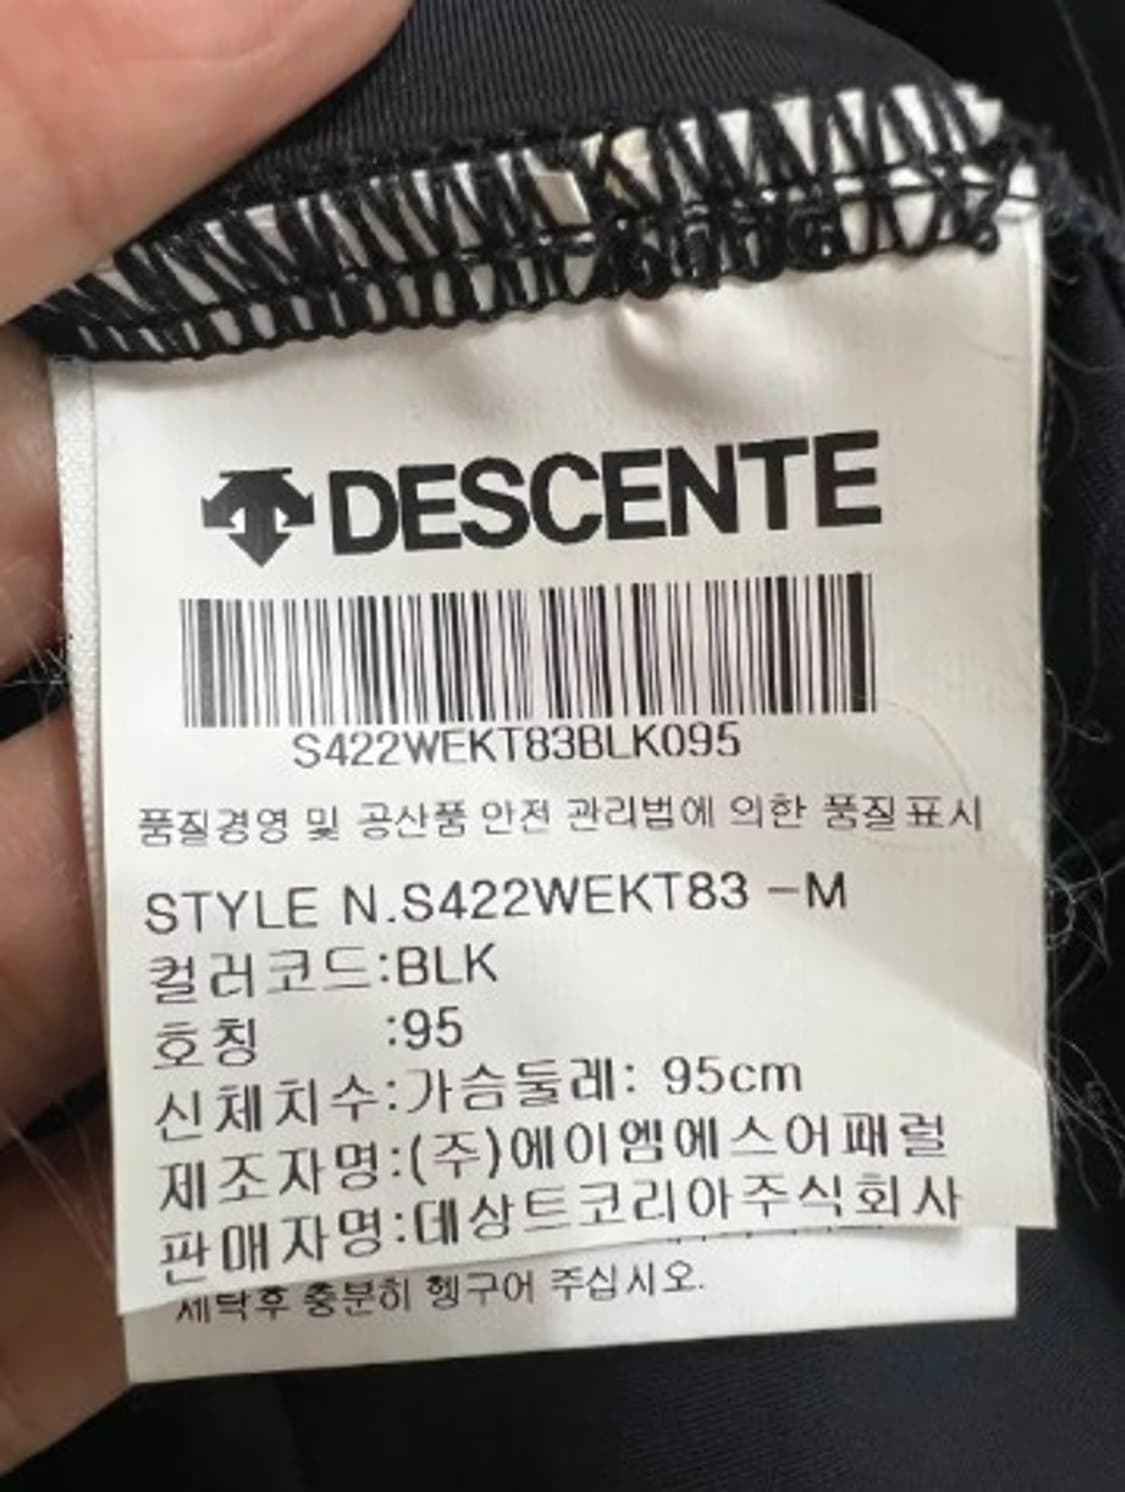 DESCENTE
S422WEKT83BLK095
품질경영 및 공산품 안전 관리법에 의한 품질표시
STYLE N.S422WEKT83 -M
컬러코드:BLK
호칭 :95
신체치수:가슴둘레: 95cm
제조자명:(주)에이엠에스어패럴
판매자명:데상트코리아주식회사
세탁후 충분히 헹구어 주십시오.